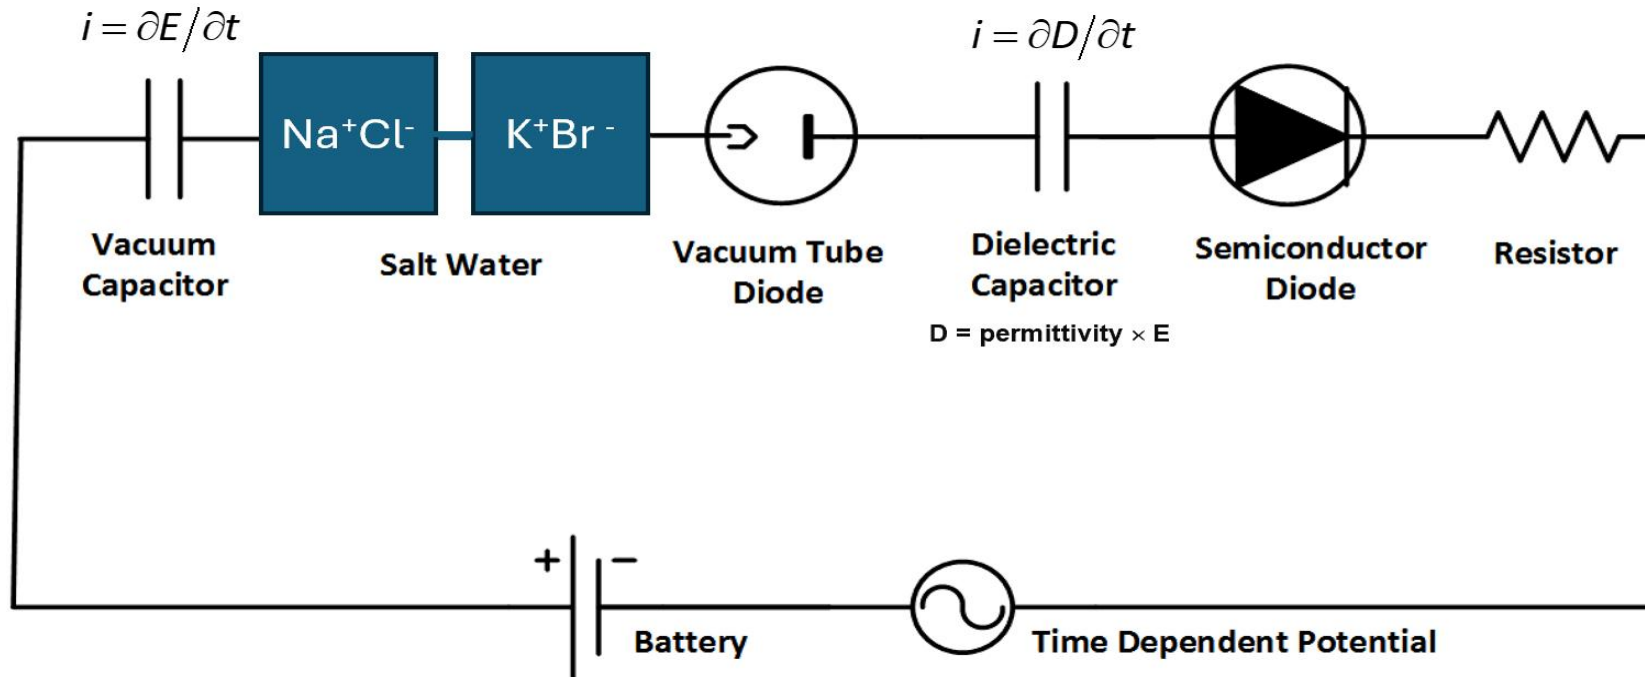 i = ∂E/∂t
i = ∂D/∂t
Na⁺Cl⁻
K⁺Br ⁻
Vacuum
Capacitor
Salt Water
Vacuum Tube
Diode
Dielectric
Capacitor
D = permittivity × E
Semiconductor
Diode
Resistor
+
−
Battery
Time Dependent Potential